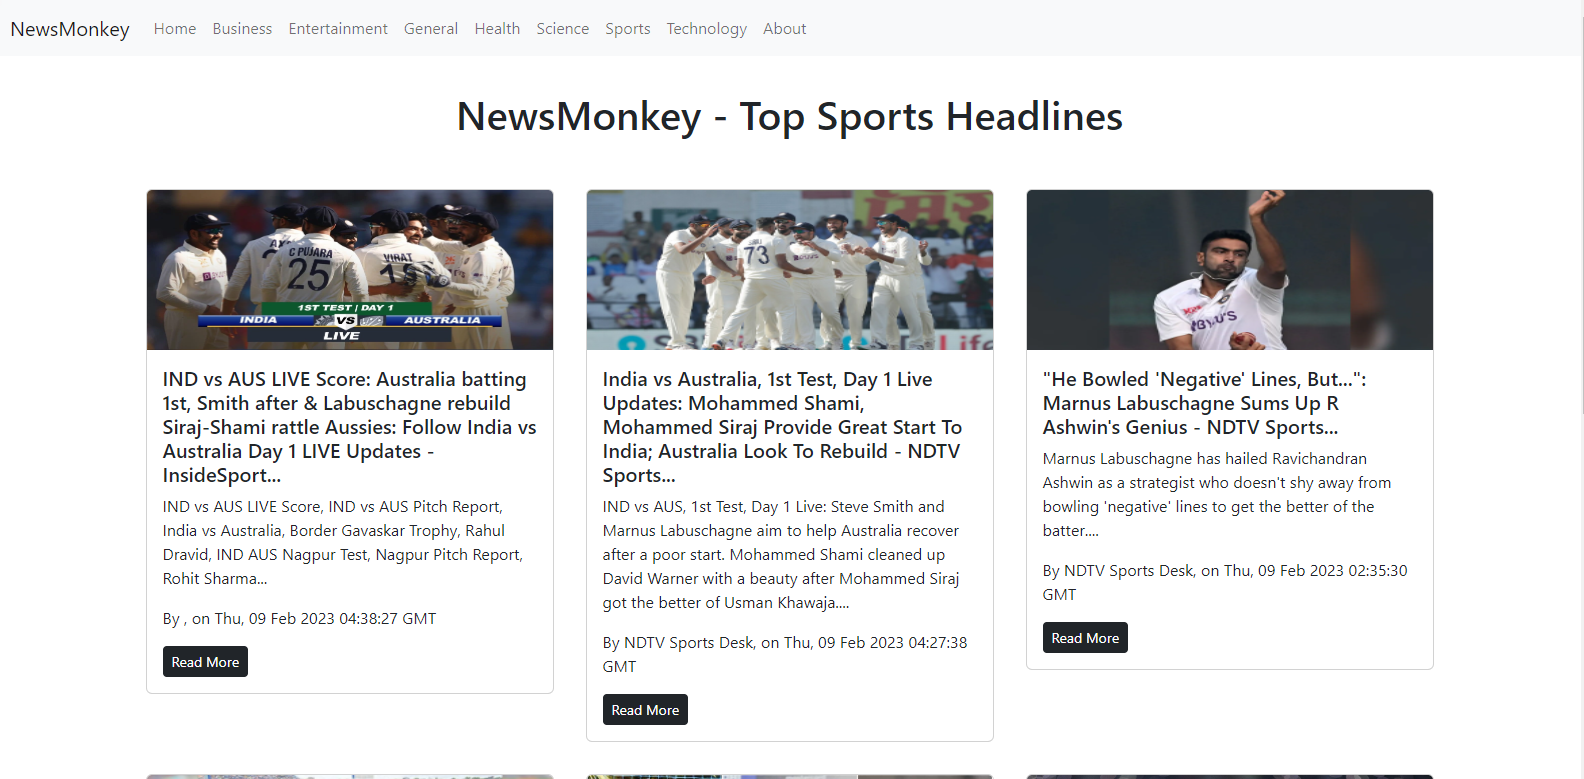 NewsMonkey Home Business Entertainment General Health Science Sports Technology About
NewsMonkey - Top Sports Headlines
C PUJARA
25
VIRAT
1ST TEST | DAY 1
INDIA VS AUSTRALIA
LIVE
IND vs AUS LIVE Score: Australia batting
1st, Smith after & Labuschagne rebuild
Siraj-Shami rattle Aussies: Follow India vs
Australia Day 1 LIVE Updates -
InsideSport...
IND vs AUS LIVE Score, IND vs AUS Pitch Report,
India vs Australia, Border Gavaskar Trophy, Rahul
Dravid, IND AUS Nagpur Test, Nagpur Pitch Report,
Rohit Sharma...
By , on Thu, 09 Feb 2023 04:38:27 GMT
Read More
73
India vs Australia, 1st Test, Day 1 Live
Updates: Mohammed Shami,
Mohammed Siraj Provide Great Start To
India; Australia Look To Rebuild - NDTV
Sports...
IND vs AUS, 1st Test, Day 1 Live: Steve Smith and
Marnus Labuschagne aim to help Australia recover
after a poor start. Mohammed Shami cleaned up
David Warner with a beauty after Mohammed Siraj
got the better of Usman Khawaja....
By NDTV Sports Desk, on Thu, 09 Feb 2023 04:27:38
GMT
Read More
"He Bowled 'Negative' Lines, But...":
Marnus Labuschagne Sums Up R
Ashwin's Genius - NDTV Sports...
Marnus Labuschagne has hailed Ravichandran
Ashwin as a strategist who doesn't shy away from
bowling 'negative' lines to get the better of the
batter....
By NDTV Sports Desk, on Thu, 09 Feb 2023 02:35:30
GMT
Read More